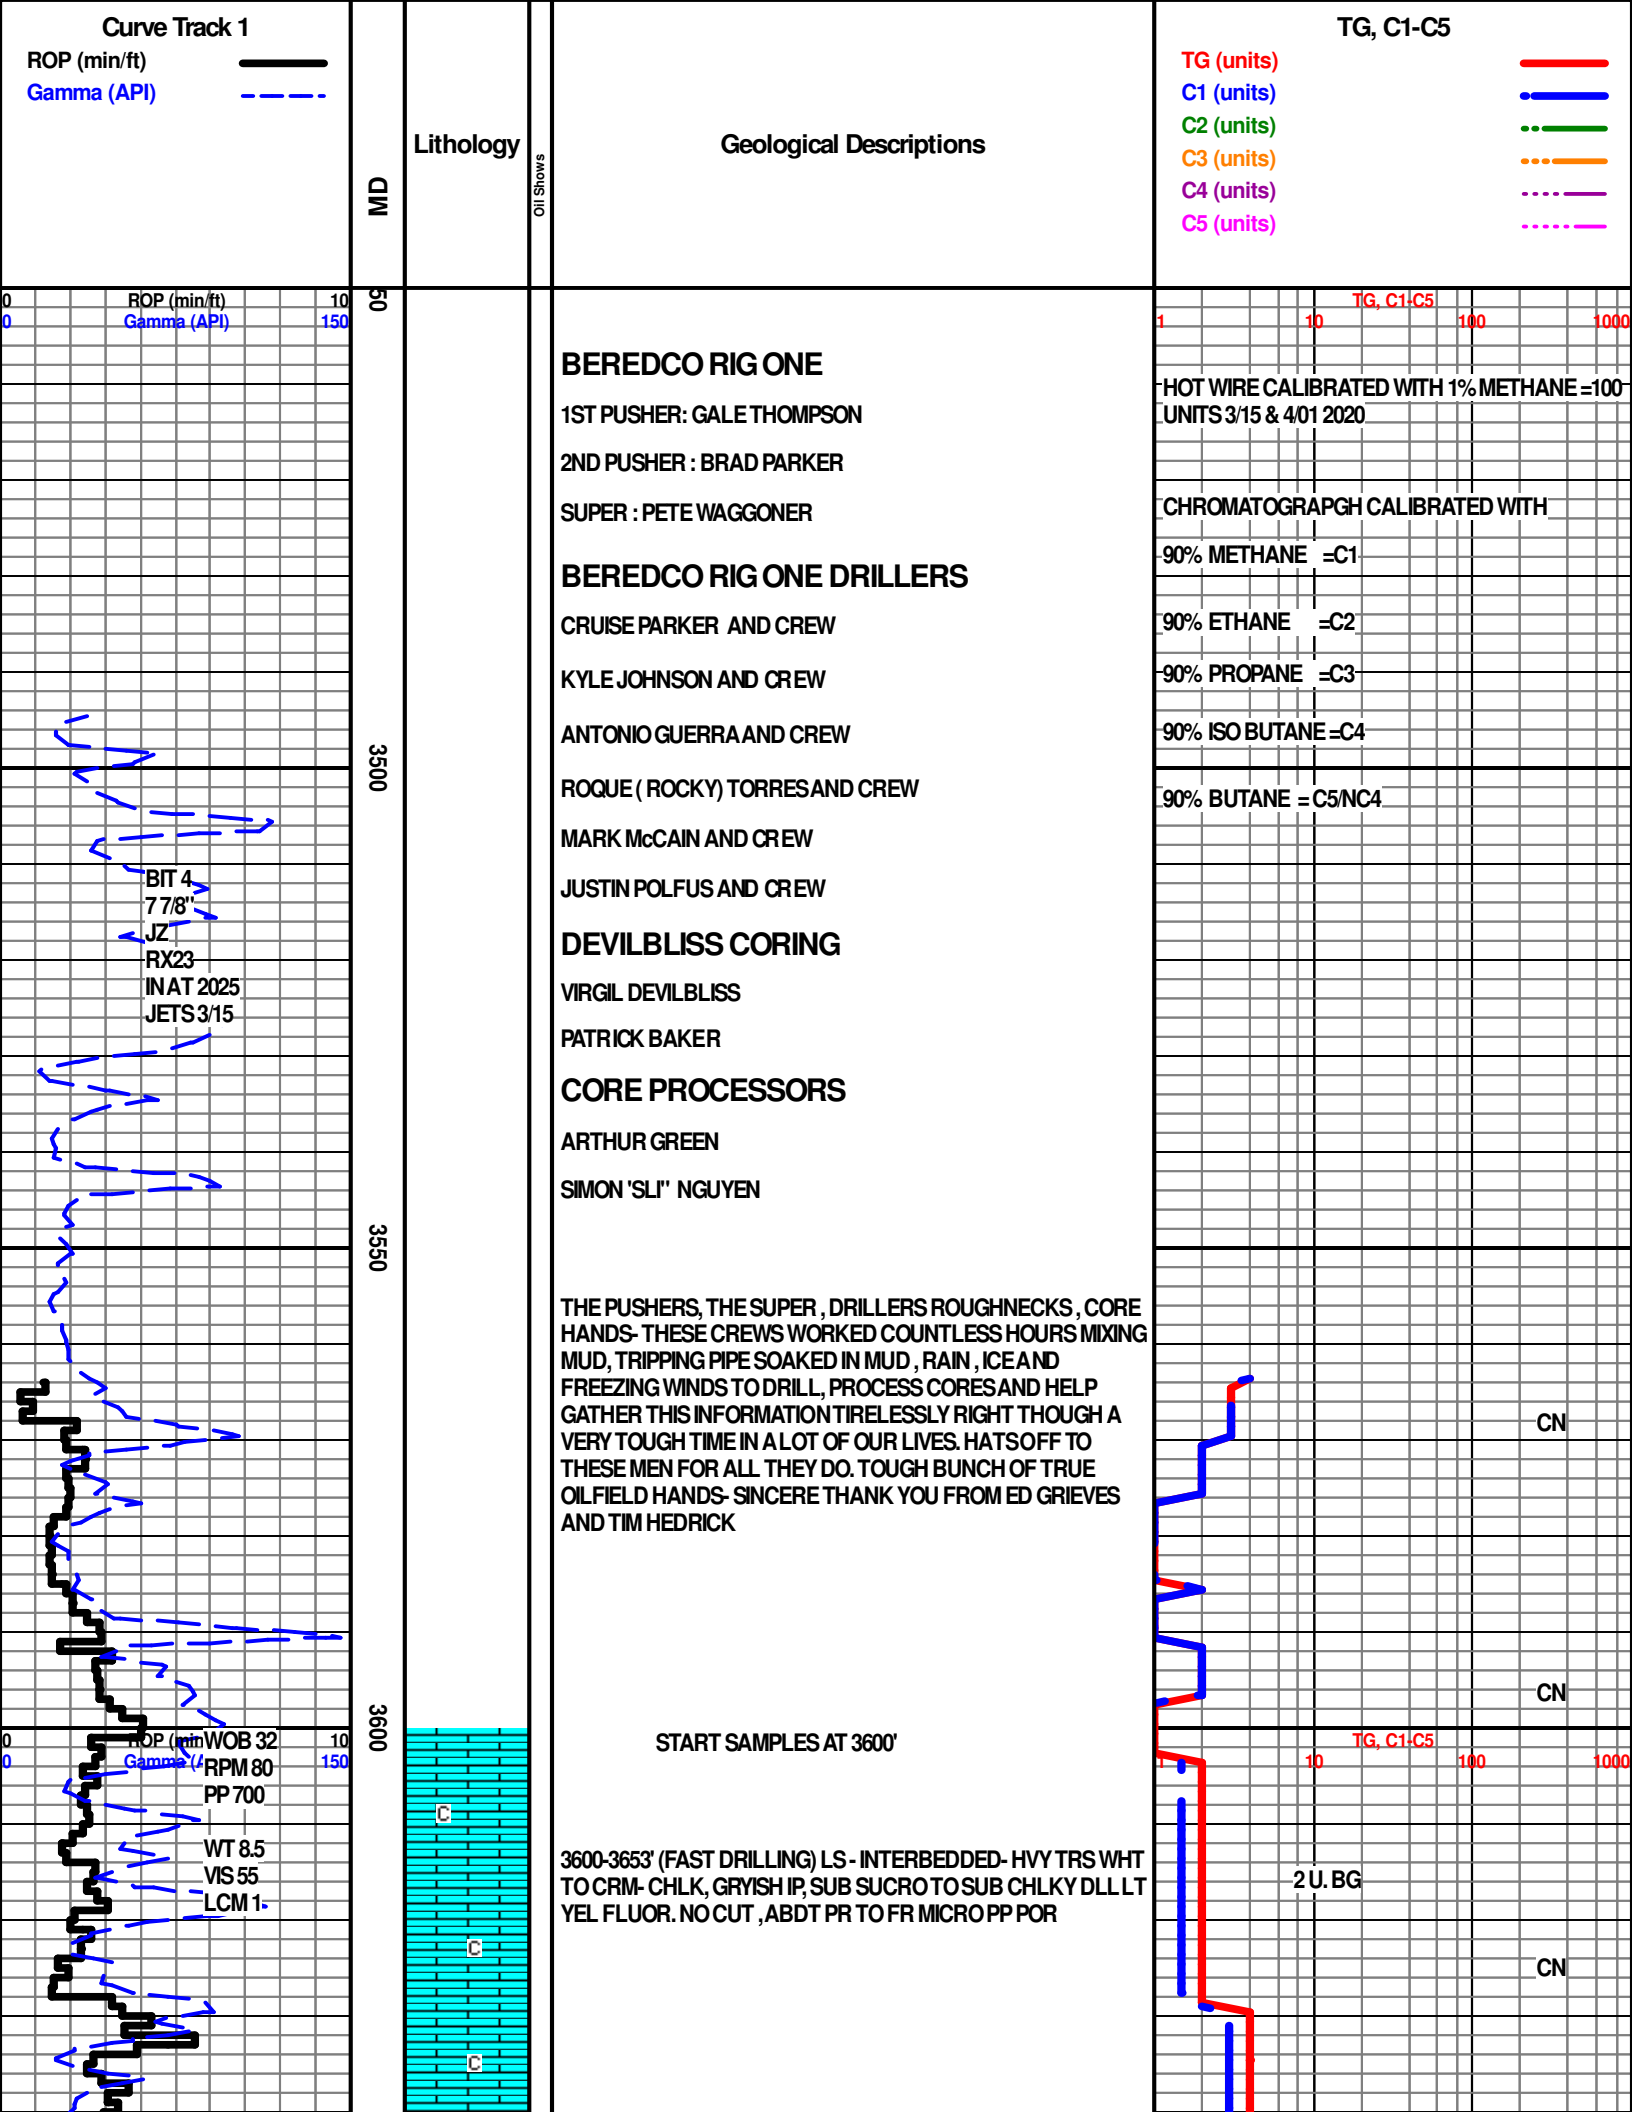 Curve Track 1
ROP (min/ft)
Gamma (API)
MD
Lithology
Oil Shows
Geological Descriptions
TG, C1-C5
TG (units)
C1 (units)
C2 (units)
C3 (units)
C4 (units)
C5 (units)
0 ROP (min/ft) 10
0 Gamma (API) 150
50
TG, C1-C5
1 10 100 1000
BEREDCO RIG ONE
1ST PUSHER: GALE THOMPSON
2ND PUSHER : BRAD PARKER
SUPER : PETE WAGGONER
BEREDCO RIG ONE DRILLERS
CRUISE PARKER AND CREW
KYLE JOHNSON AND CREW
ANTONIO GUERRA AND CREW
ROQUE ( ROCKY) TORRES AND CREW
MARK McCAIN AND CREW
JUSTIN POLFUS AND CREW
DEVILBLISS CORING
VIRGIL DEVILBLISS
PATRICK BAKER
CORE PROCESSORS
ARTHUR GREEN
SIMON 'SLI" NGUYEN
HOT WIRE CALIBRATED WITH 1% METHANE =100
UNITS 3/15 & 4/01 2020
CHROMATOGRAPGH CALIBRATED WITH
90% METHANE =C1
90% ETHANE =C2
90% PROPANE =C3
90% ISO BUTANE =C4
90% BUTANE = C5/NC4
3500
BIT 4
7 7/8"
JZ
RX23
IN AT 2025
JETS 3/15
3550
THE PUSHERS, THE SUPER , DRILLERS ROUGHNECKS , CORE
HANDS- THESE CREWS WORKED COUNTLESS HOURS MIXING
MUD, TRIPPING PIPE SOAKED IN MUD , RAIN , ICE AND
FREEZING WINDS TO DRILL, PROCESS CORES AND HELP
GATHER THIS INFORMATION TIRELESSLY RIGHT THOUGH A
VERY TOUGH TIME IN A LOT OF OUR LIVES. HATS OFF TO
THESE MEN FOR ALL THEY DO. TOUGH BUNCH OF TRUE
OILFIELD HANDS- SINCERE THANK YOU FROM ED GRIEVES
AND TIM HEDRICK
CN
CN
3600
START SAMPLES AT 3600'
0 ROP (min 10
0 Gamma (A 150
WOB 32
RPM 80
PP 700
WT 8.5
VIS 55
LCM 1
TG, C1-C5
1 10 100 1000
C
3600-3653' (FAST DRILLING) LS - INTERBEDDED- HVY TRS WHT
TO CRM- CHLK, GRYISH IP, SUB SUCRO TO SUB CHLKY DLL LT
YEL FLUOR. NO CUT , ABDT PR TO FR MICRO PP POR
2 U. BG
C
CN
C